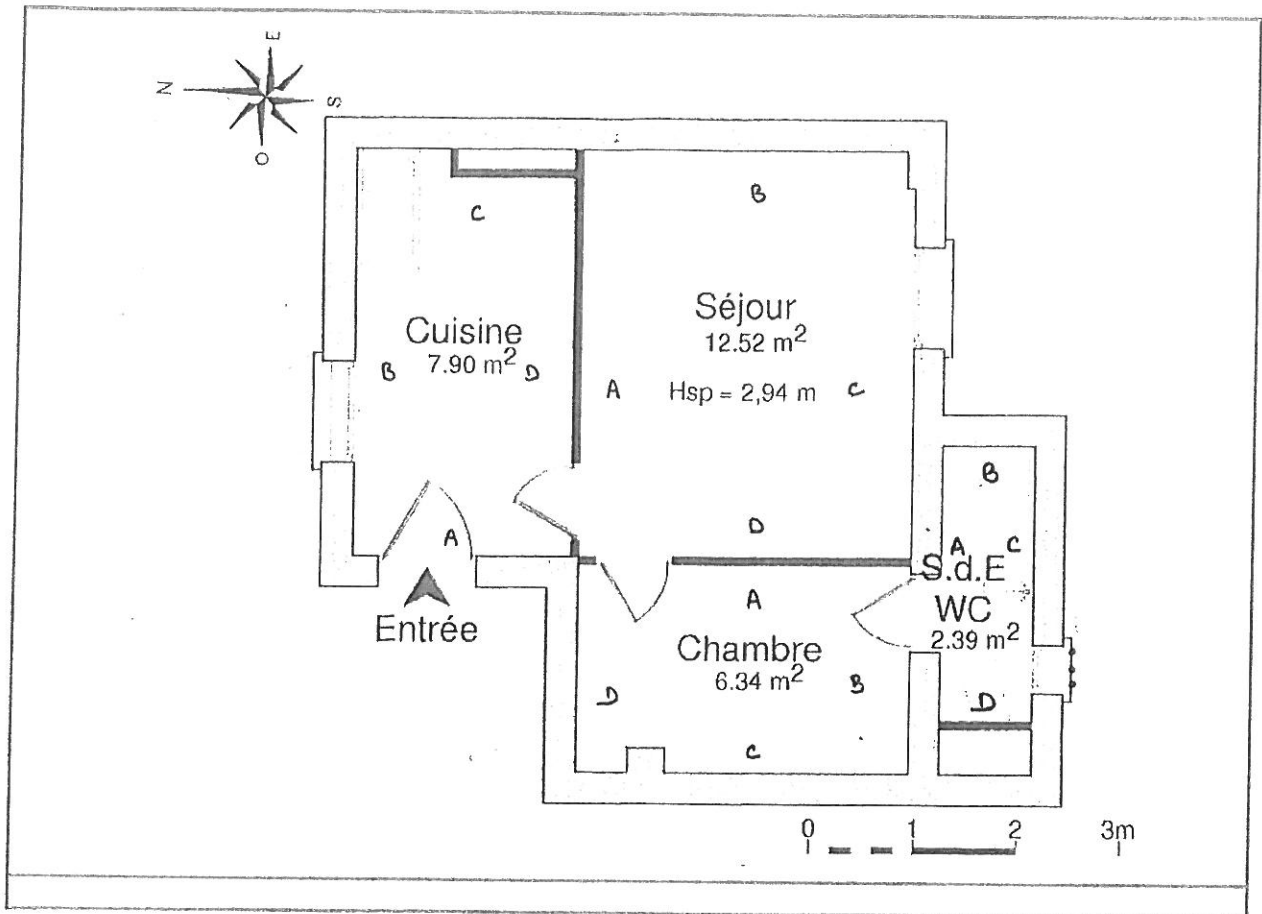 E
N
S
O
B
C
Séjour
12.52 m²
Cuisine
7.90 m²
B
D
A
Hsp = 2,94 m
C
B
D
A
A
C
S.d.E
WC
2.39 m²
A
Entrée
Chambre
6.34 m²
D
B
D
C
0 1 2 3m